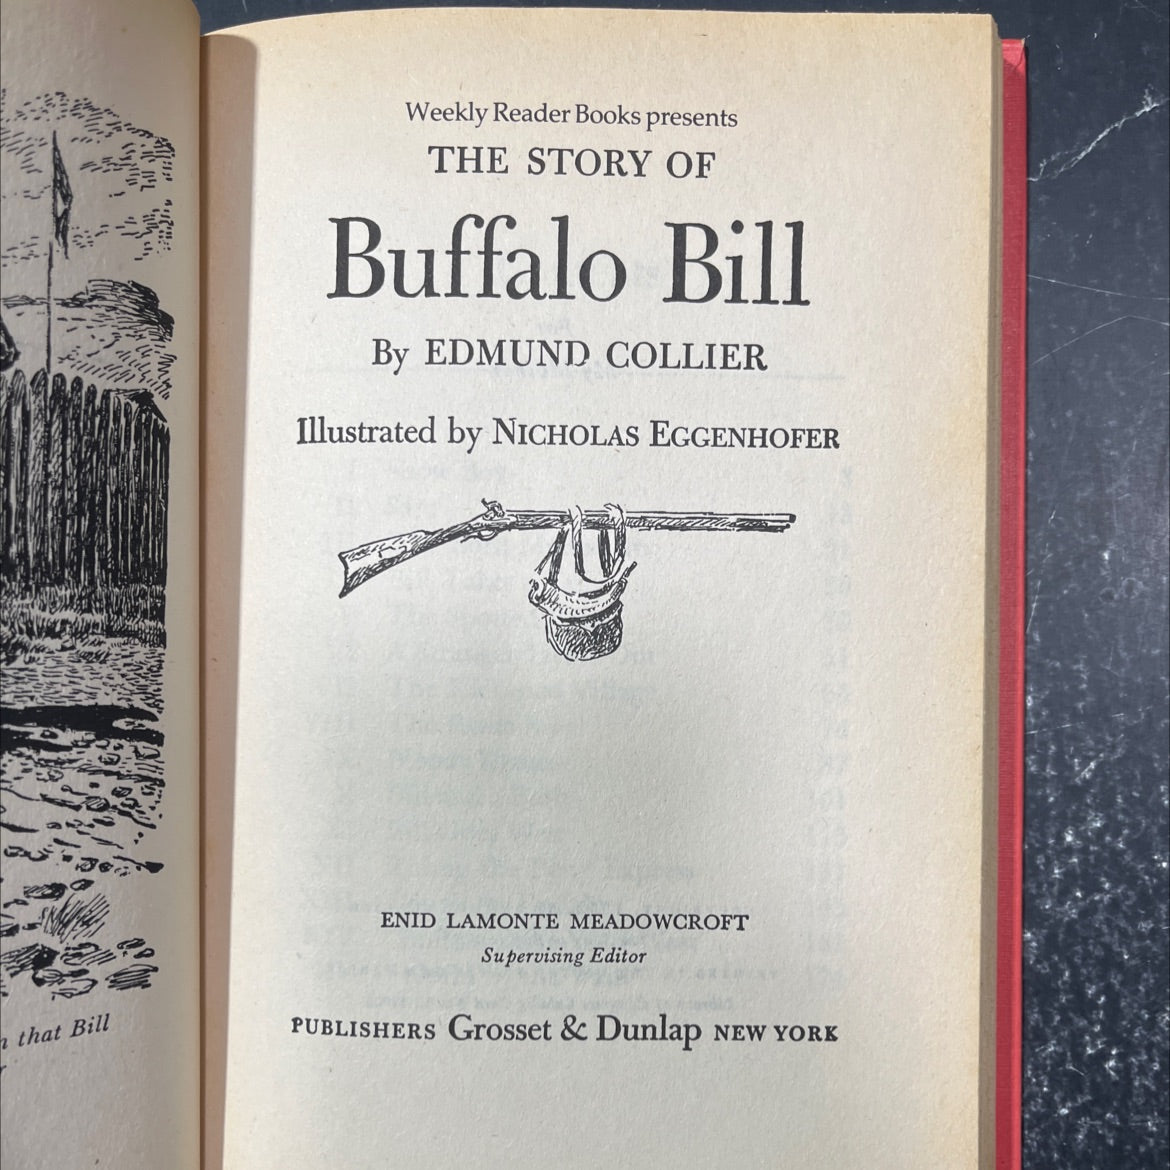 Weekly Reader Books presents
THE STORY OF
Buffalo Bill
By EDMUND COLLIER
Illustrated by NICHOLAS EGGENHOFER
ENID LAMONTE MEADOWCROFT
Supervising Editor
PUBLISHERS Grosset & Dunlap NEW YORK
that Bill